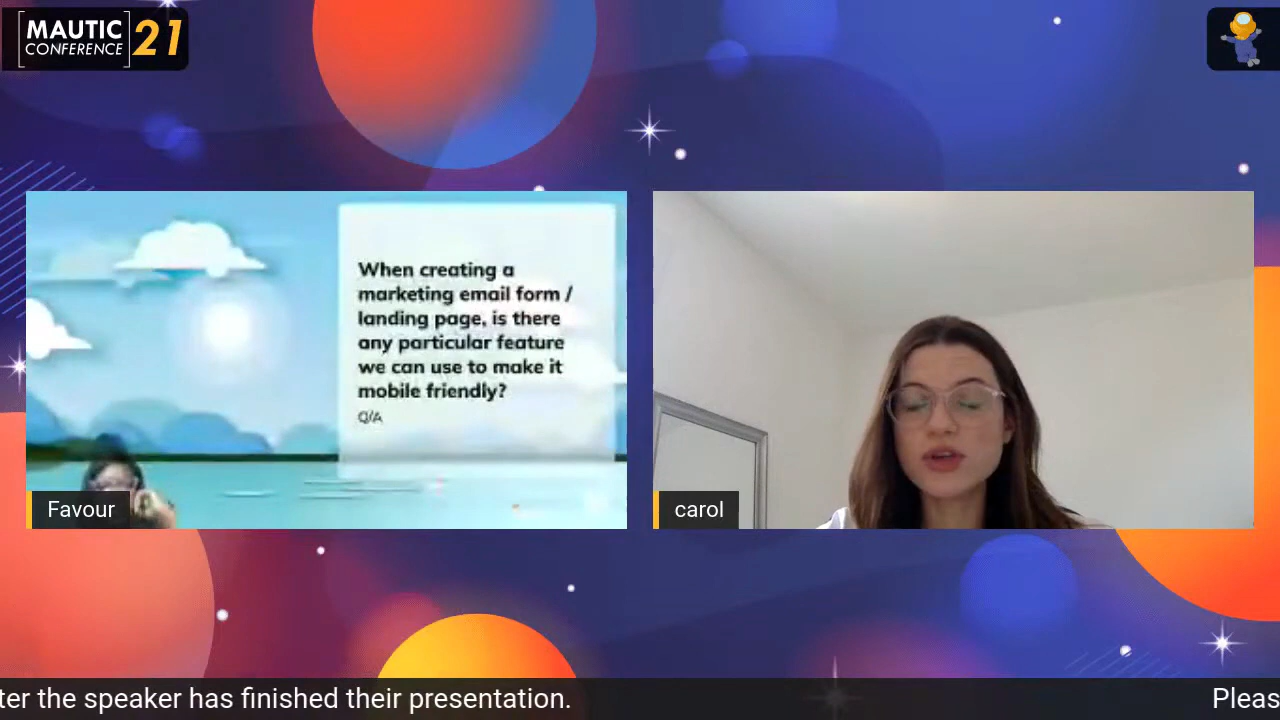 MAUTIC
CONFERENCE 21
When creating a
marketing email form /
landing page, is there
any particular feature
we can use to make it
mobile friendly?
Q/A
Favour
carol
ter the speaker has finished their presentation.
Pleas